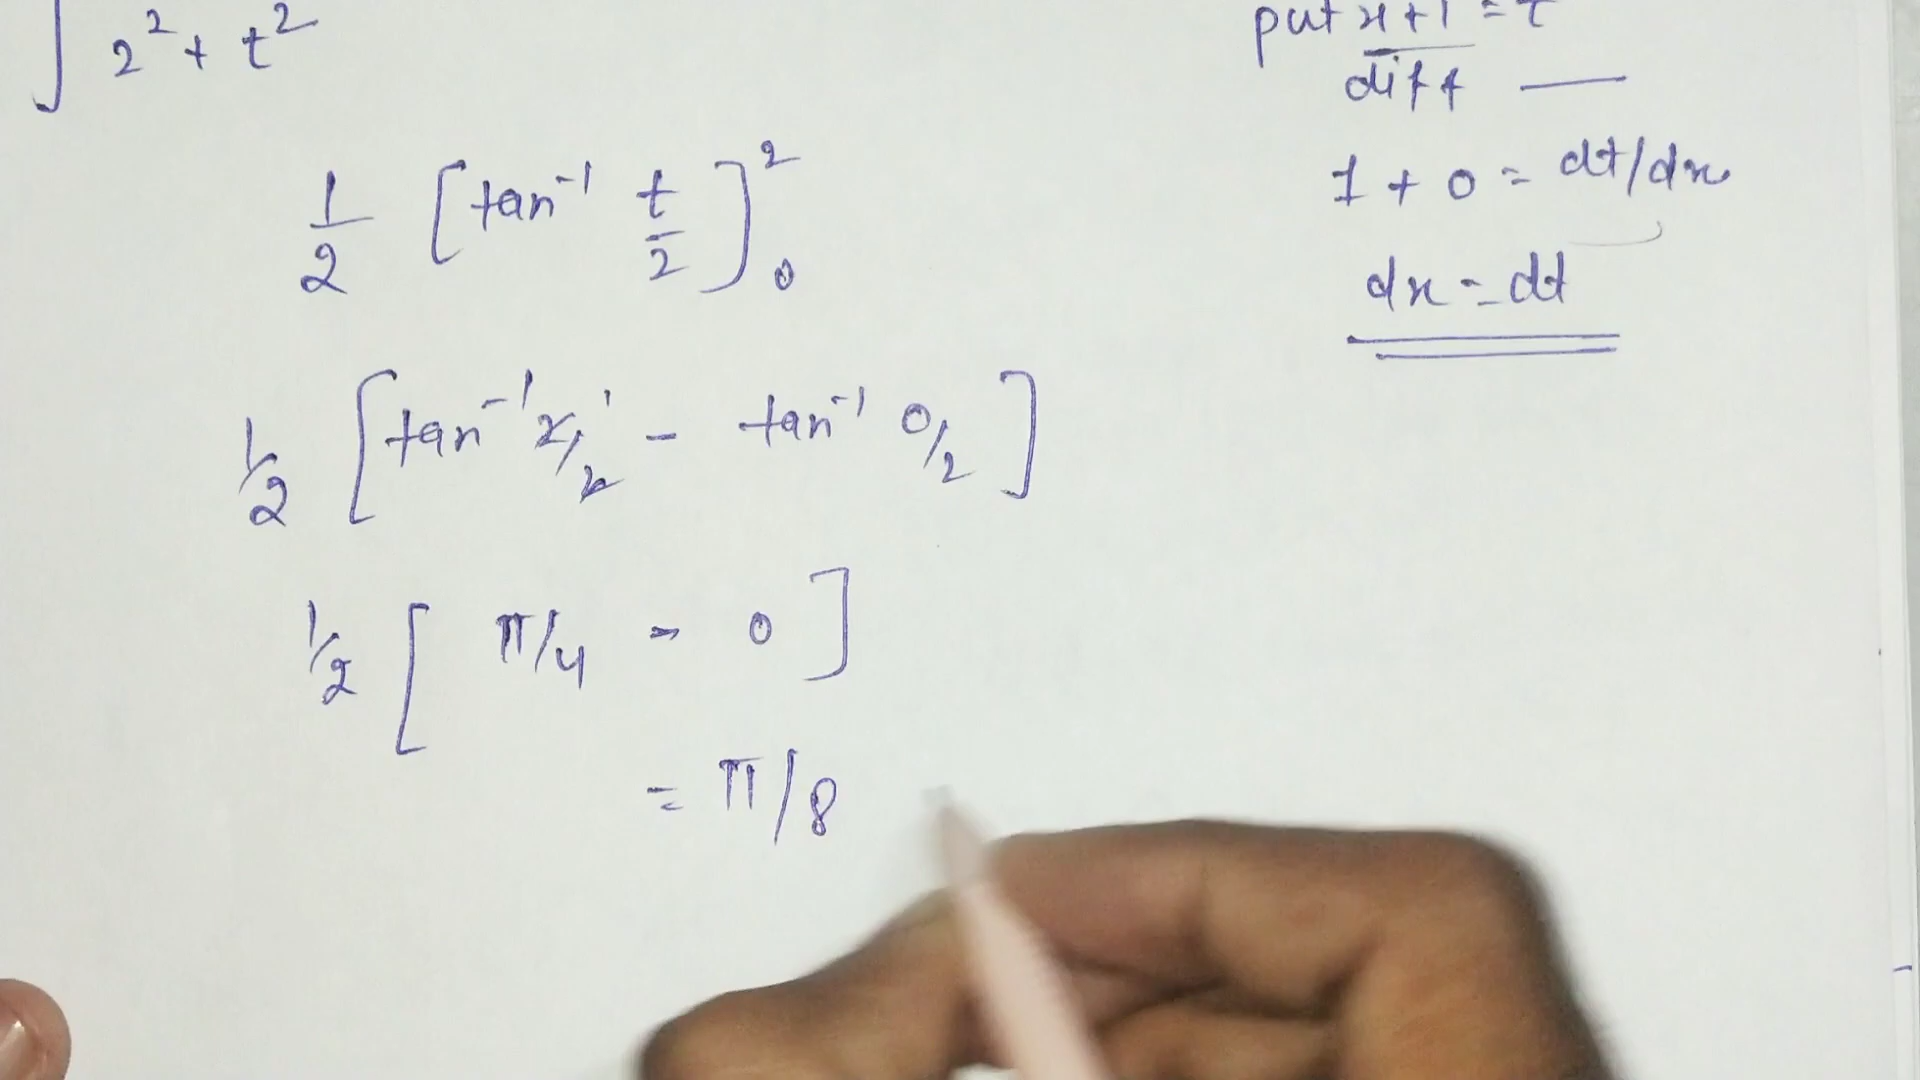 ∫ 2² + t²
1/2 [tan⁻¹ t/2]₀²
1/2 [tan⁻¹ 2/2 ¹ - tan⁻¹ 0/2]
1/2 [π/4 - 0]
= π/8
put x+1 = t
diff
1 + 0 = dt/dx
dx = dt